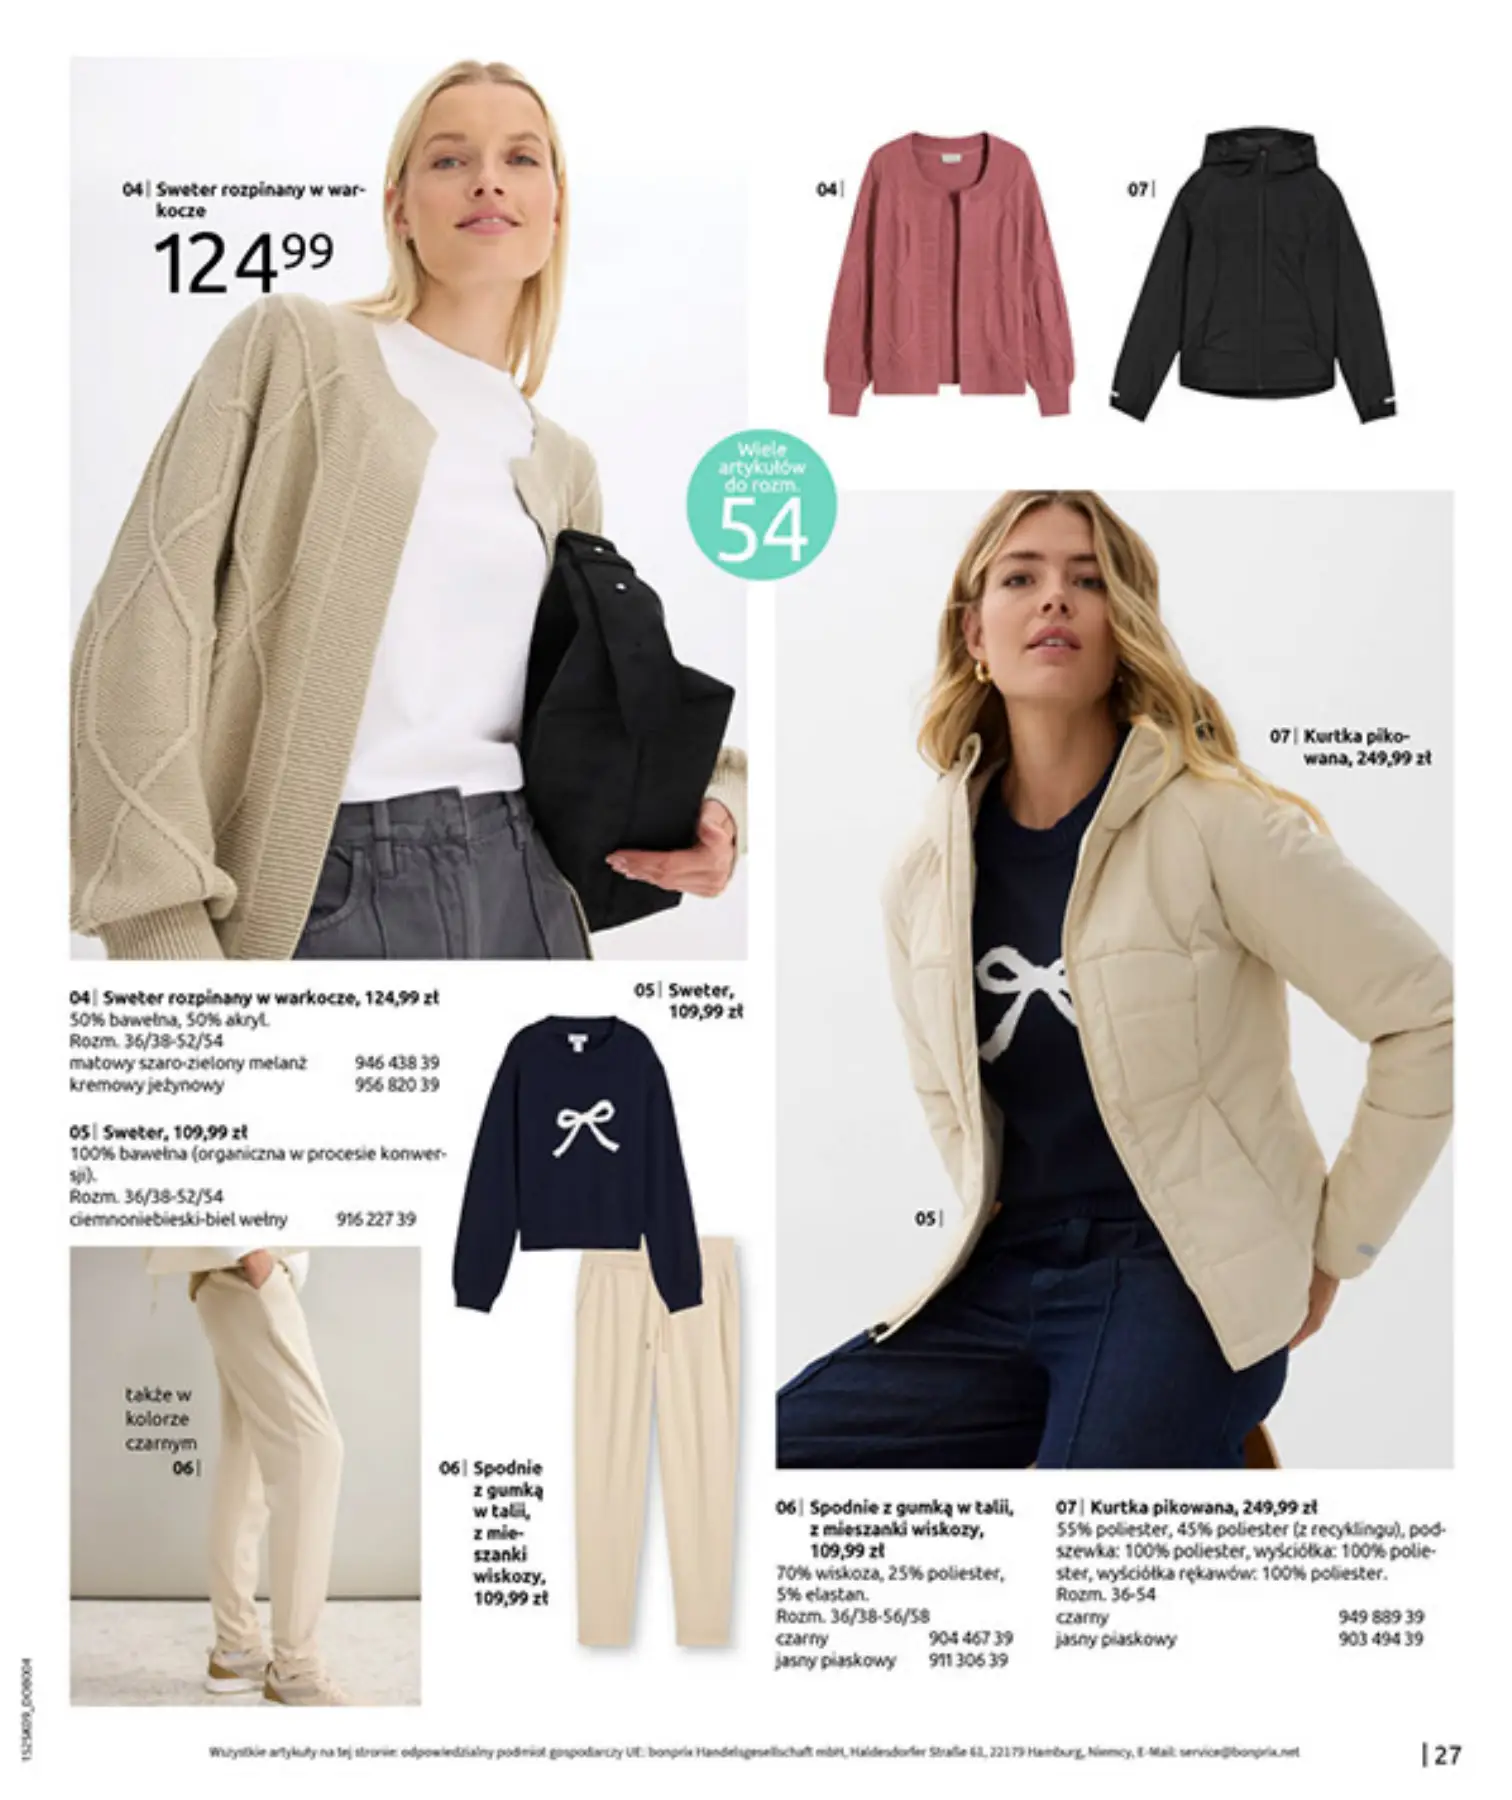 04| Sweter rozpinany w war-
kocze
124⁹⁹
04|
07|
Wiele
artykułów
do rozm.
54
07| Kurtka piko-
wana, 249,99 zł
04| Sweter rozpinany w warkocze, 124,99 zł
50% bawełna, 50% akryl.
Rozm. 36/38-52/54
matowy szaro-zielony melanż 946 438 39
kremowy jeżynowy 956 820 39
05| Sweter, 109,99 zł
100% bawełna (organiczna w procesie konwer-
sji).
Rozm. 36/38-52/54
ciemnoniebieski-biel wełny 916 227 39
05| Sweter,
109,99 zł
05|
także w
kolorze
czarnym
06|
06| Spodnie
z gumką
w talii,
z mie-
szanki
wiskozy,
109,99 zł
06| Spodnie z gumką w talii,
z mieszanki wiskozy,
109,99 zł
70% wiskoza, 25% poliester,
5% elastan.
Rozm. 36/38-56/58
czarny 904 467 39
jasny piaskowy 911 306 39
07| Kurtka pikowana, 249,99 zł
55% poliester, 45% poliester (z recyklingu), pod-
szewka: 100% poliester, wyściółka: 100% polie-
ster, wyściółka rękawów: 100% poliester.
Rozm. 36-54
czarny 949 889 39
jasny piaskowy 903 494 39
152SK09_DOBO04
Wszystkie artykuły na tej stronie: odpowiedzialny podmiot gospodarczy UE: bonprix Handelsgesellschaft mbH, Haldesdorfer Straße 61, 22179 Hamburg, Niemcy, E-Mail: service@bonprix.net
| 27